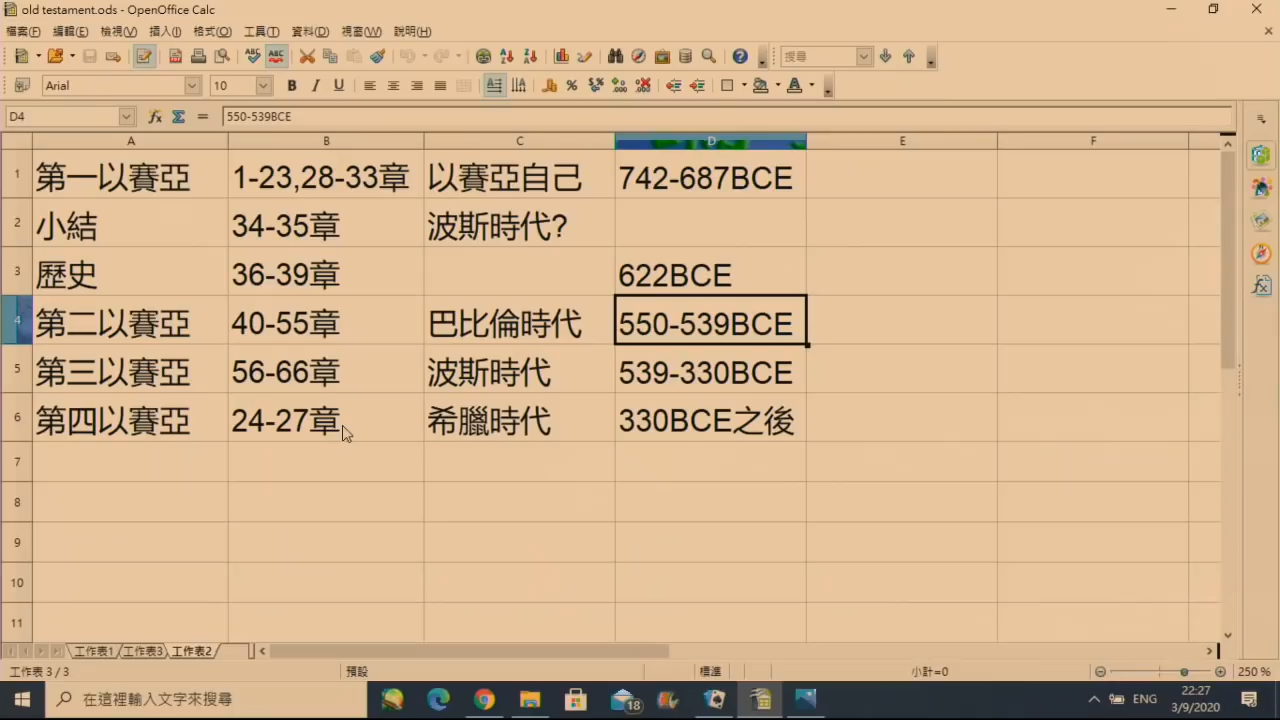 old testament.ods - OpenOffice Calc
檔案(F) 編輯(E) 檢視(V) 插入(I) 格式(O) 工具(T) 資料(D) 視窗(W) 說明(H)
搜尋
Arial 10
D4 550-539BCE
A B C D E F
1 第一以賽亞 1-23,28-33章 以賽亞自己 742-687BCE
2 小結 34-35章 波斯時代?
3 歷史 36-39章 622BCE
4 第二以賽亞 40-55章 巴比倫時代 550-539BCE
5 第三以賽亞 56-66章 波斯時代 539-330BCE
6 第四以賽亞 24-27章 希臘時代 330BCE之後
7
8
9
10
11
工作表1 工作表3 工作表2
工作表 3 / 3 預設 標準 小計=0 250 %
在這裡輸入文字來搜尋 18 ENG 22:27
3/9/2020